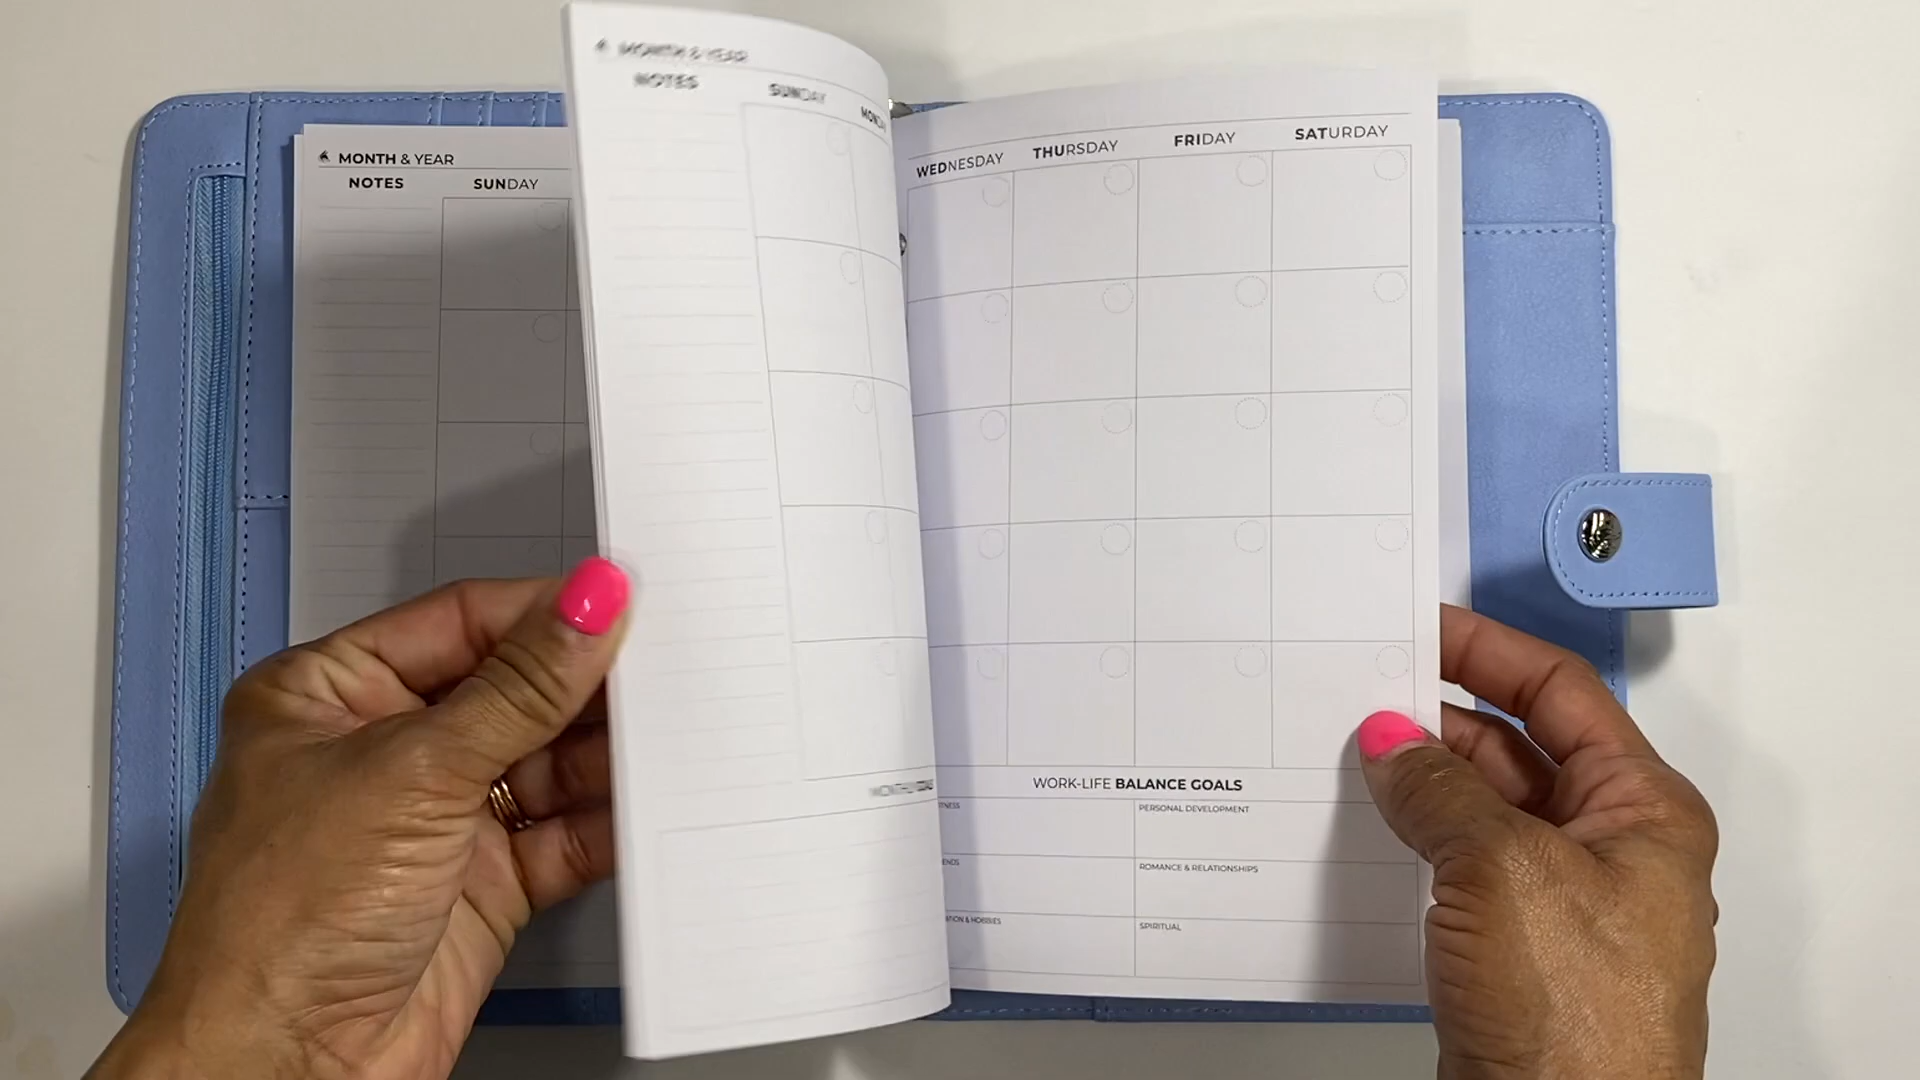 MONTH & YEAR
NOTES
SUNDAY
MONTH & YEAR
NOTES
SUNDAY
WEDNESDAY
THURSDAY
FRIDAY
SATURDAY
WORK-LIFE BALANCE GOALS
PERSONAL DEVELOPMENT
ROMANCE & RELATIONSHIPS
& HOBBIES
SPIRITUAL